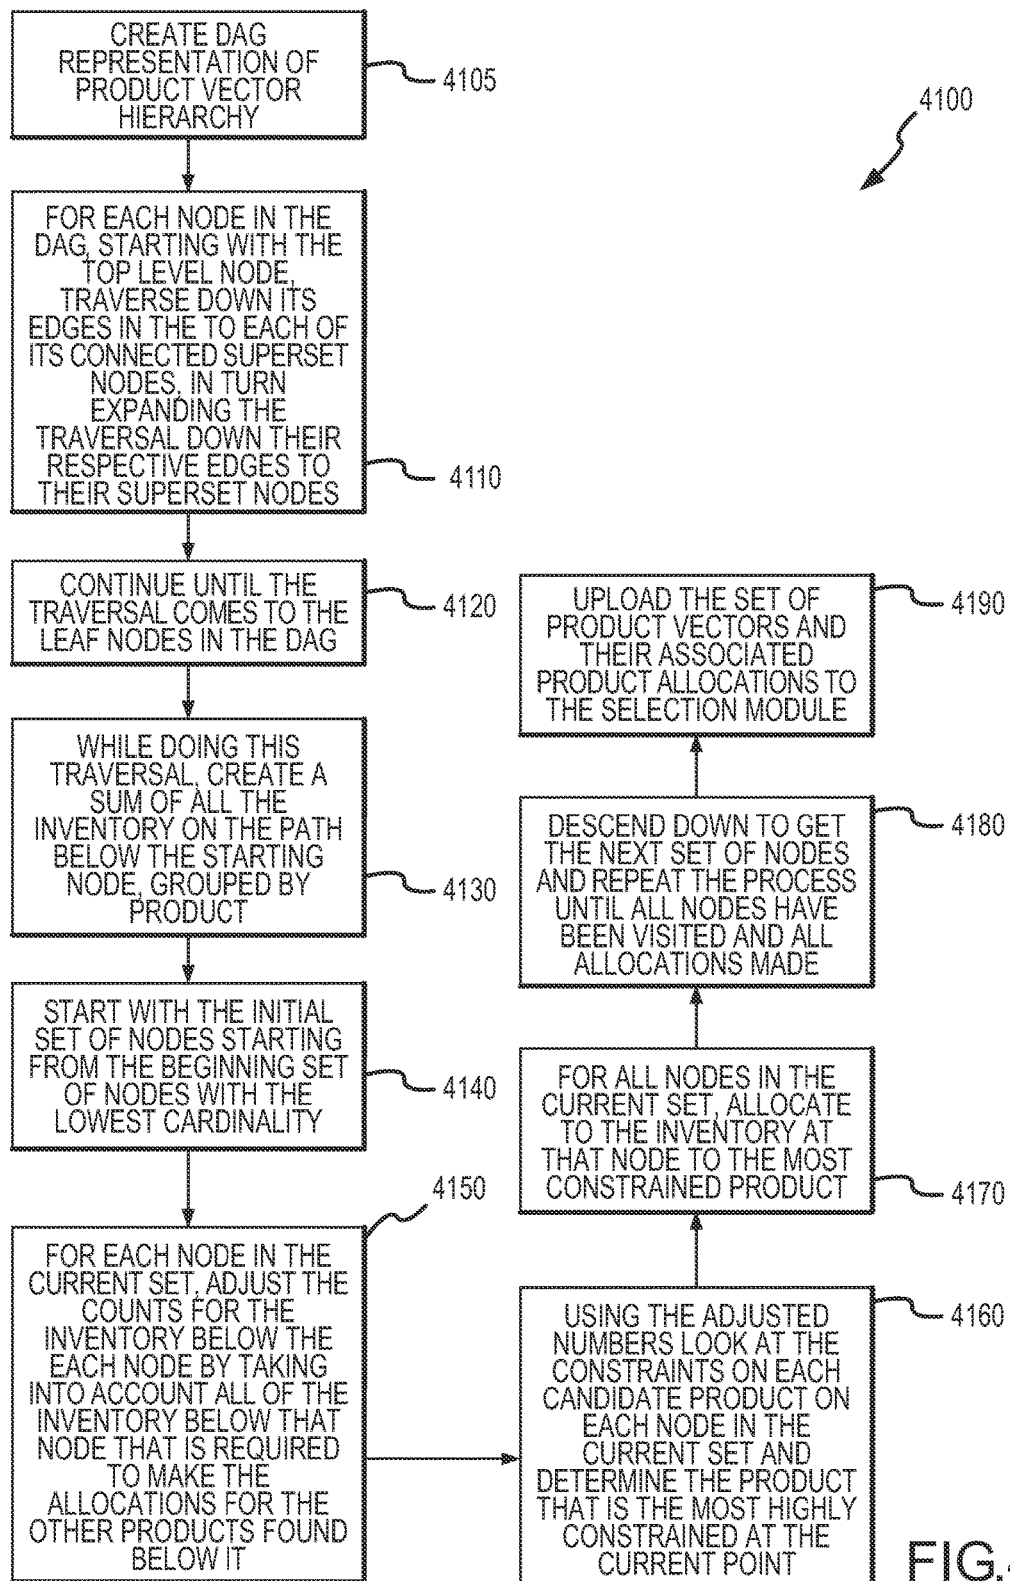 CREATE DAG
REPRESENTATION OF
PRODUCT VECTOR
HIERARCHY
4105
4100
FOR EACH NODE IN THE
DAG, STARTING WITH THE
TOP LEVEL NODE,
TRAVERSE DOWN ITS
EDGES IN THE TO EACH OF
ITS CONNECTED SUPERSET
NODES, IN TURN
EXPANDING THE
TRAVERSAL DOWN THEIR
RESPECTIVE EDGES TO
THEIR SUPERSET NODES
4110
CONTINUE UNTIL THE
TRAVERSAL COMES TO THE
LEAF NODES IN THE DAG
4120
WHILE DOING THIS
TRAVERSAL, CREATE A
SUM OF ALL THE
INVENTORY ON THE PATH
BELOW THE STARTING
NODE, GROUPED BY
PRODUCT
4130
START WITH THE INITIAL
SET OF NODES STARTING
FROM THE BEGINNING SET
OF NODES WITH THE
LOWEST CARDINALITY
4140
4150
FOR EACH NODE IN THE
CURRENT SET, ADJUST THE
COUNTS FOR THE
INVENTORY BELOW THE
EACH NODE BY TAKING
INTO ACCOUNT ALL OF THE
INVENTORY BELOW THAT
NODE THAT IS REQUIRED
TO MAKE THE
ALLOCATIONS FOR THE
OTHER PRODUCTS FOUND
BELOW IT
USING THE ADJUSTED
NUMBERS LOOK AT THE
CONSTRAINTS ON EACH
CANDIDATE PRODUCT ON
EACH NODE IN THE
CURRENT SET AND
DETERMINE THE PRODUCT
THAT IS THE MOST HIGHLY
CONSTRAINED AT THE
CURRENT POINT
4160
FOR ALL NODES IN THE
CURRENT SET, ALLOCATE
TO THE INVENTORY AT
THAT NODE TO THE MOST
CONSTRAINED PRODUCT
4170
DESCEND DOWN TO GET
THE NEXT SET OF NODES
AND REPEAT THE PROCESS
UNTIL ALL NODES HAVE
BEEN VISITED AND ALL
ALLOCATIONS MADE
4180
UPLOAD THE SET OF
PRODUCT VECTORS AND
THEIR ASSOCIATED
PRODUCT ALLOCATIONS TO
THE SELECTION MODULE
4190
FIG.